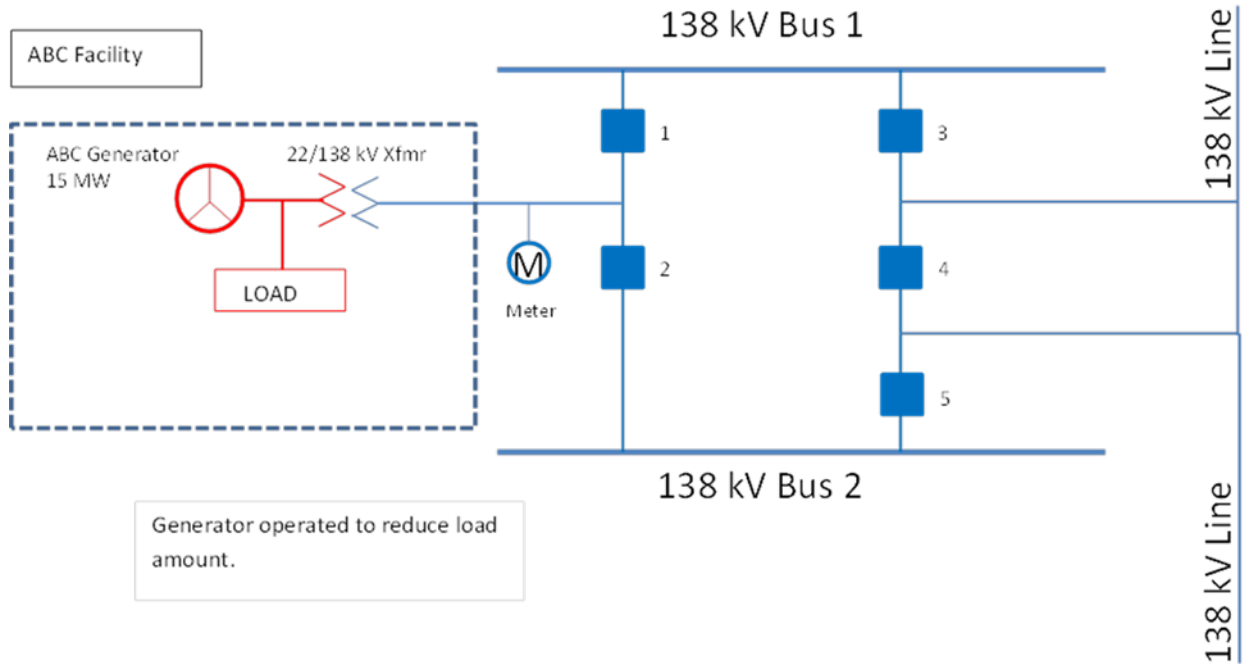 138 kV Bus 1
ABC Facility
138 kV Line
ABC Generator
15 MW
22/138 kV Xfmr
1
3
LOAD
M
Meter
2
4
5
138 kV Bus 2
Generator operated to reduce load
amount.
138 kV Line